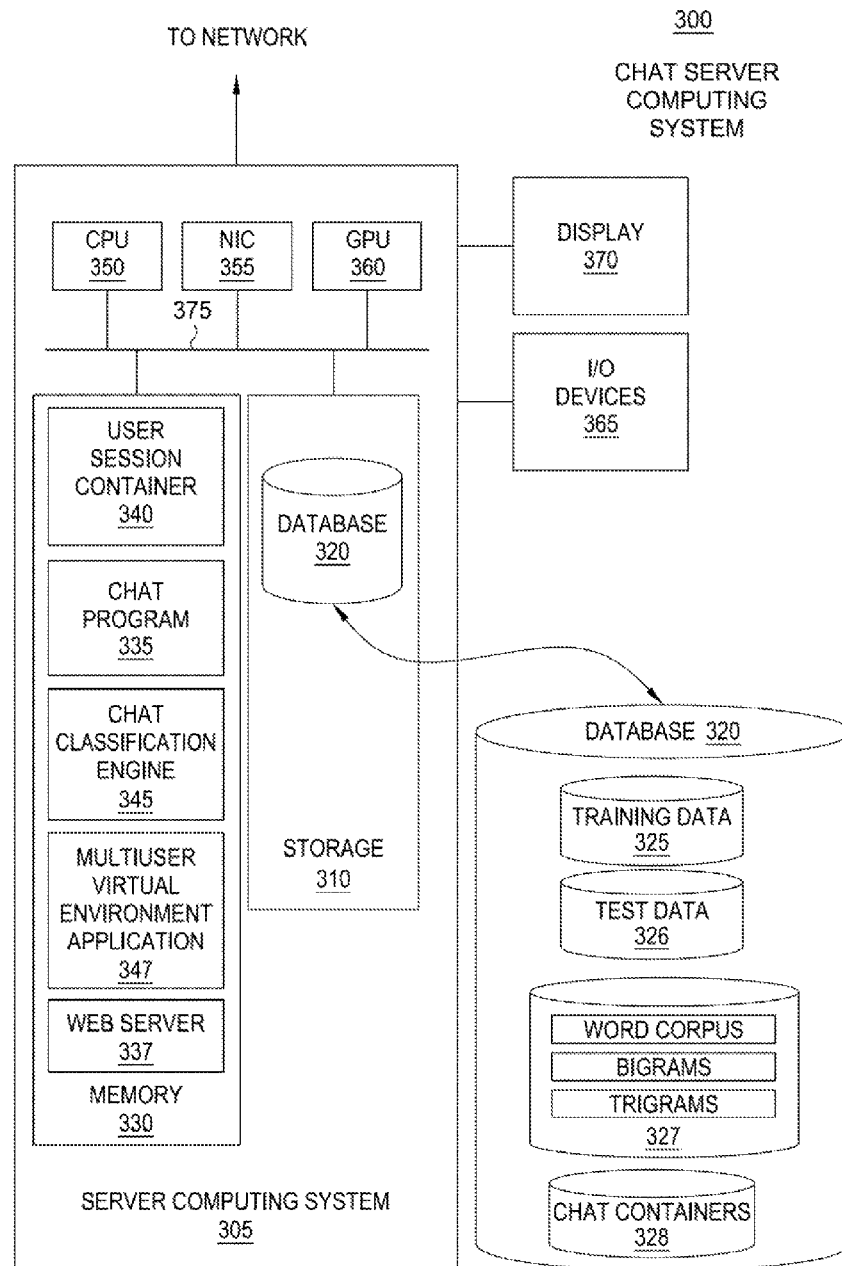 TO NETWORK
300
CHAT SERVER
COMPUTING
SYSTEM
CPU
350
NIC
355
GPU
360
375
DISPLAY
370
I/O
DEVICES
365
USER
SESSION
CONTAINER
340
CHAT
PROGRAM
335
CHAT
CLASSIFICATION
ENGINE
345
MULTIUSER
VIRTUAL
ENVIRONMENT
APPLICATION
347
WEB SERVER
337
MEMORY
330
DATABASE
320
STORAGE
310
DATABASE 320
TRAINING DATA
325
TEST DATA
326
WORD CORPUS
BIGRAMS
TRIGRAMS
327
CHAT CONTAINERS
328
SERVER COMPUTING SYSTEM
305